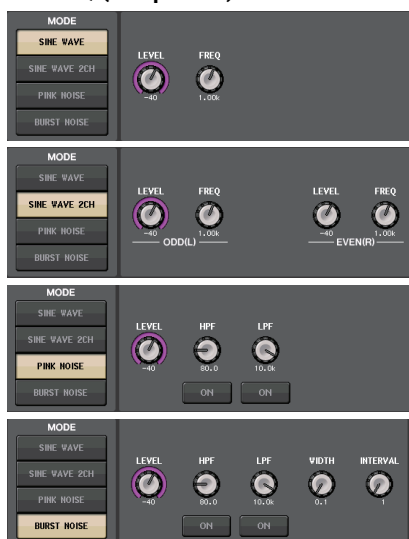 MODE
SINE WAVE
SINE WAVE 2CH
PINK NOISE
BURST NOISE
LEVEL FREQ
-40 1.00k
MODE
SINE WAVE
SINE WAVE 2CH
PINK NOISE
BURST NOISE
LEVEL FREQ LEVEL FREQ
-40 1.00k -40 1.00k
ODD(L) EVEN(R)
MODE
SINE WAVE
SINE WAVE 2CH
PINK NOISE
BURST NOISE
LEVEL HPF LPF
-40 80.0 10.0k
ON ON
MODE
SINE WAVE
SINE WAVE 2CH
PINK NOISE
BURST NOISE
LEVEL HPF LPF WIDTH INTERVAL
-40 80.0 10.0k 0.1 1
ON ON